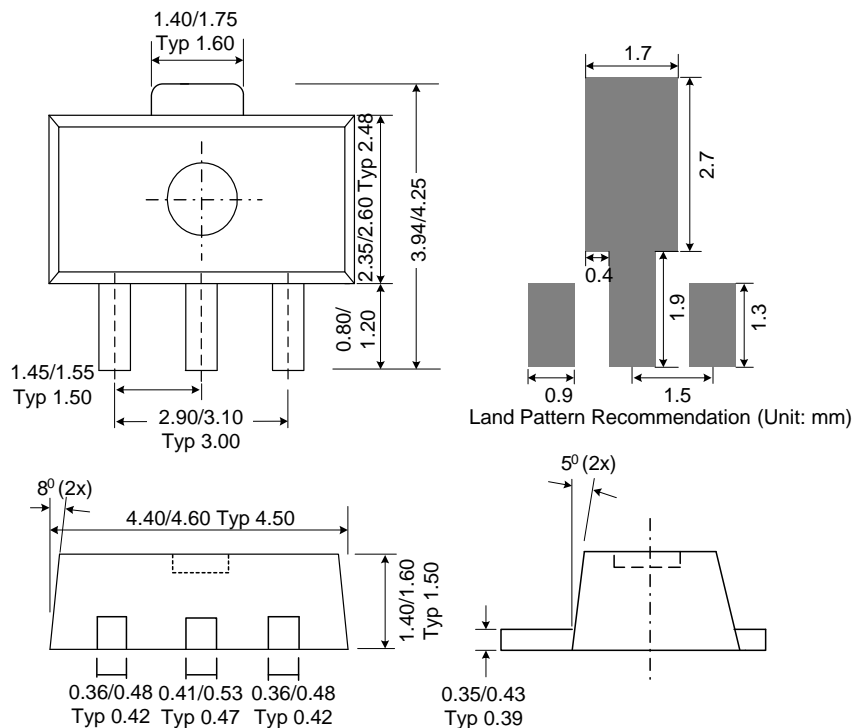 1.40/1.75
Typ 1.60
2.35/2.60 Typ 2.48
3.94/4.25
0.80/
1.20
1.45/1.55
Typ 1.50
2.90/3.10
Typ 3.00
1.7
2.7
0.4
1.9
1.3
0.9
1.5
Land Pattern Recommendation (Unit: mm)
8⁰ (2x)
4.40/4.60 Typ 4.50
1.40/1.60
Typ 1.50
0.36/0.48
Typ 0.42
0.41/0.53
Typ 0.47
0.36/0.48
Typ 0.42
5⁰ (2x)
0.35/0.43
Typ 0.39